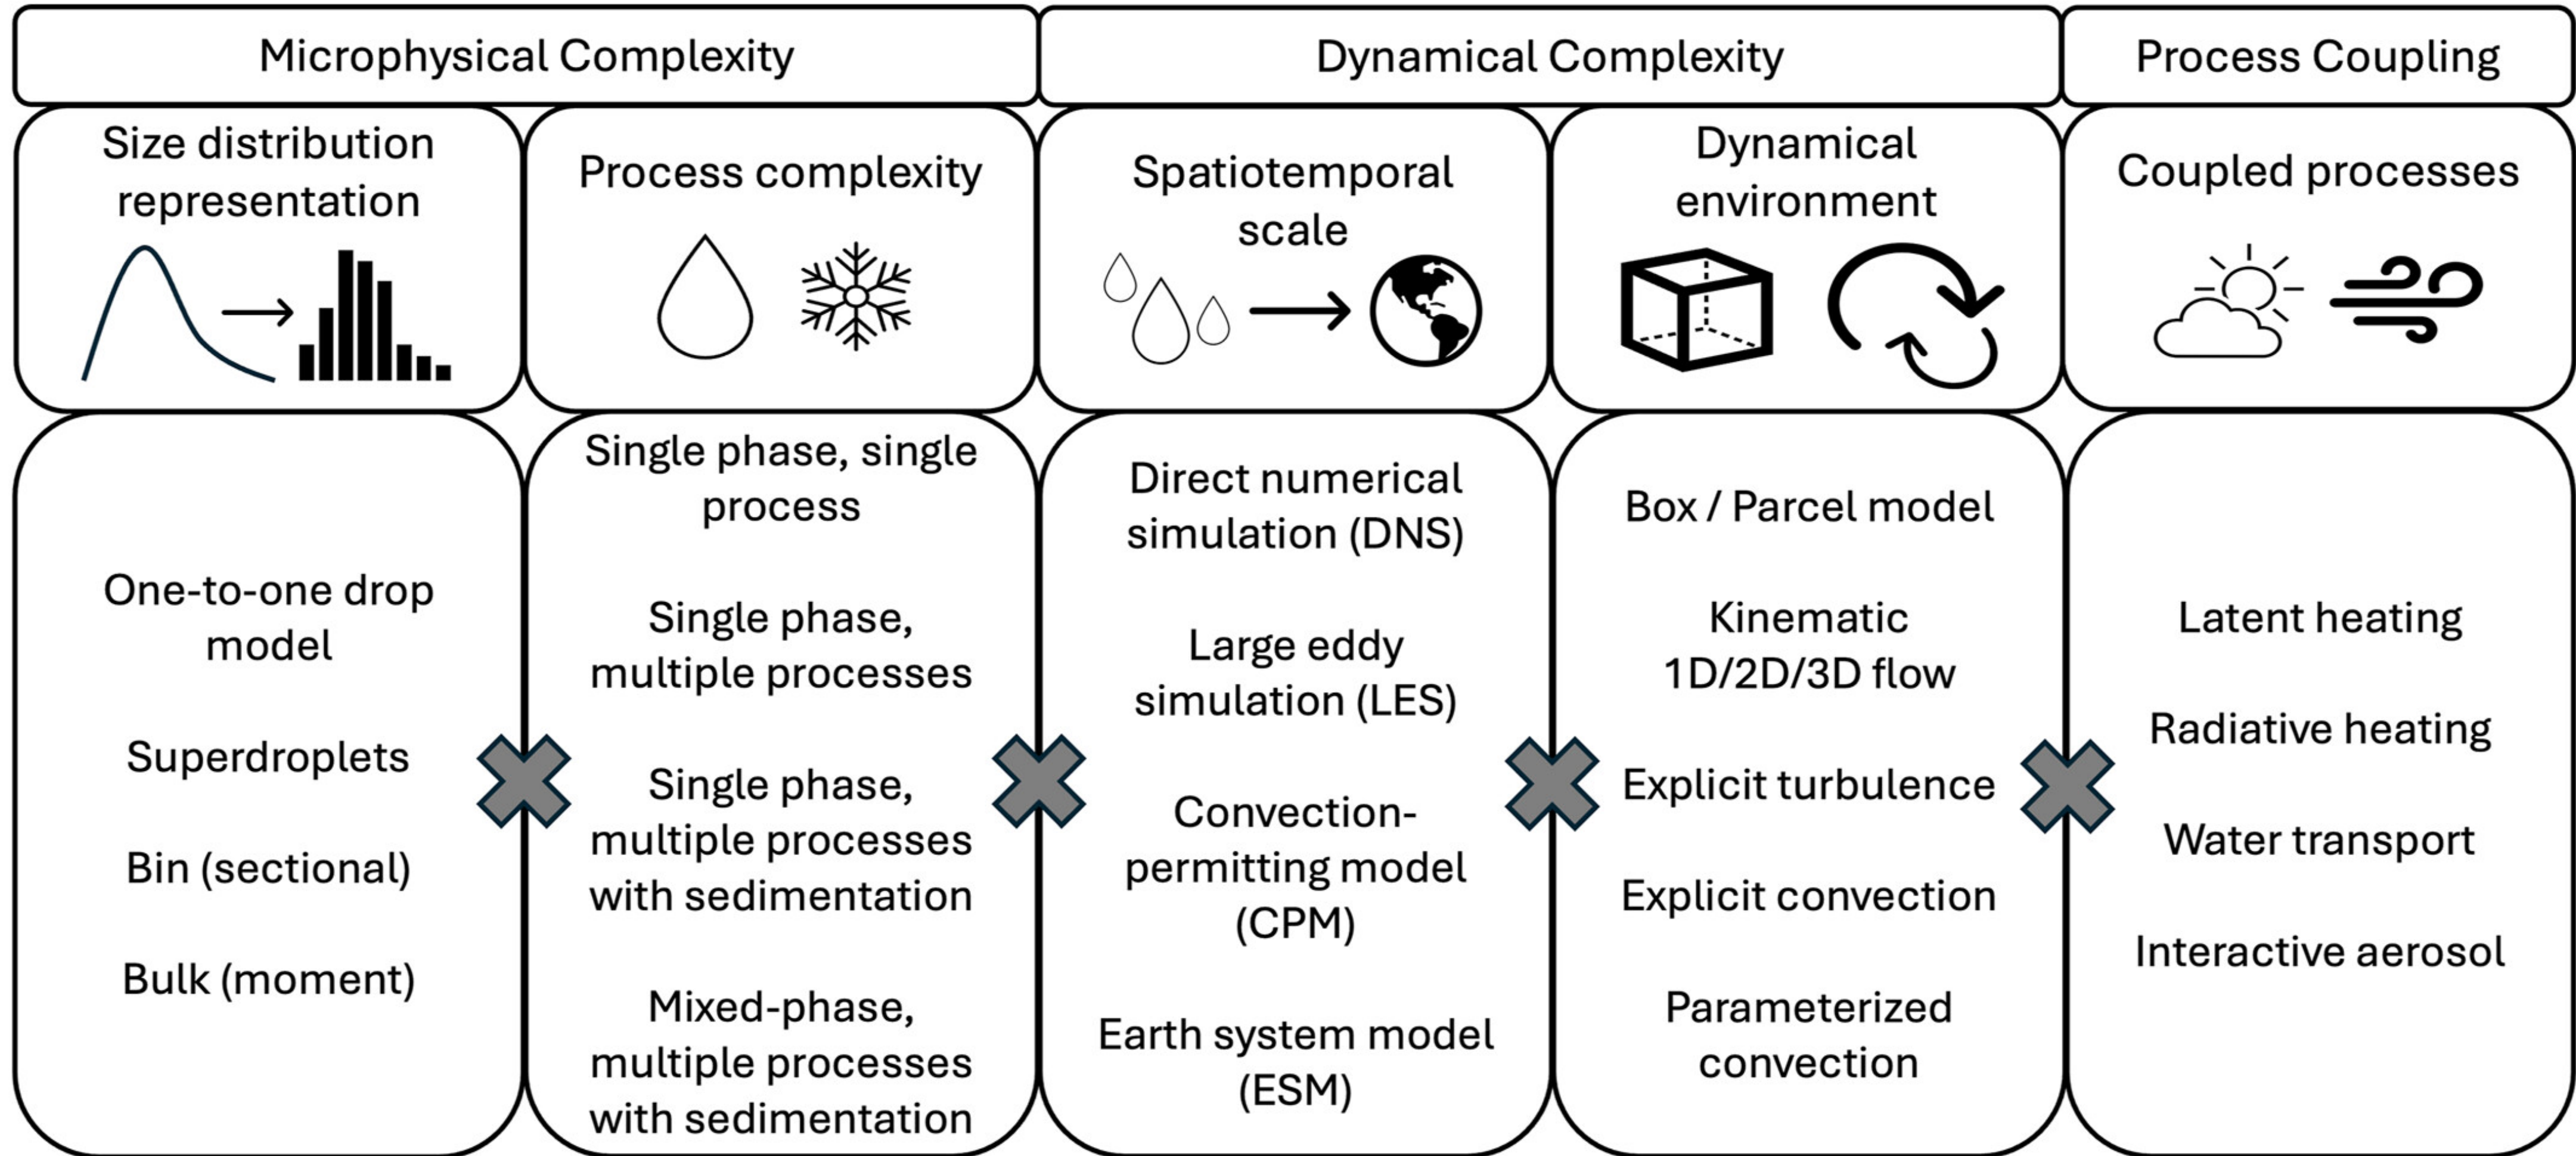 Microphysical Complexity
Dynamical Complexity
Process Coupling
Size distribution
representation
Process complexity
Spatiotemporal
scale
Dynamical
environment
Coupled processes
One-to-one drop
model
Superdroplets
Bin (sectional)
Bulk (moment)
Single phase, single
process
Single phase,
multiple processes
Single phase,
multiple processes
with sedimentation
Mixed-phase,
multiple processes
with sedimentation
Direct numerical
simulation (DNS)
Large eddy
simulation (LES)
Convection-
permitting model
(CPM)
Earth system model
(ESM)
Box / Parcel model
Kinematic
1D/2D/3D flow
Explicit turbulence
Explicit convection
Parameterized
convection
Latent heating
Radiative heating
Water transport
Interactive aerosol